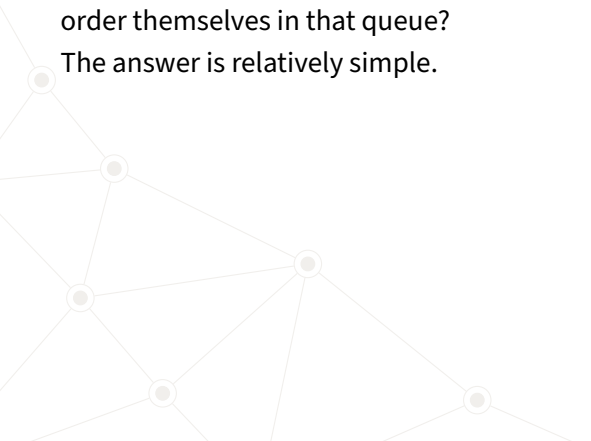 order themselves in that queue?
The answer is relatively simple.